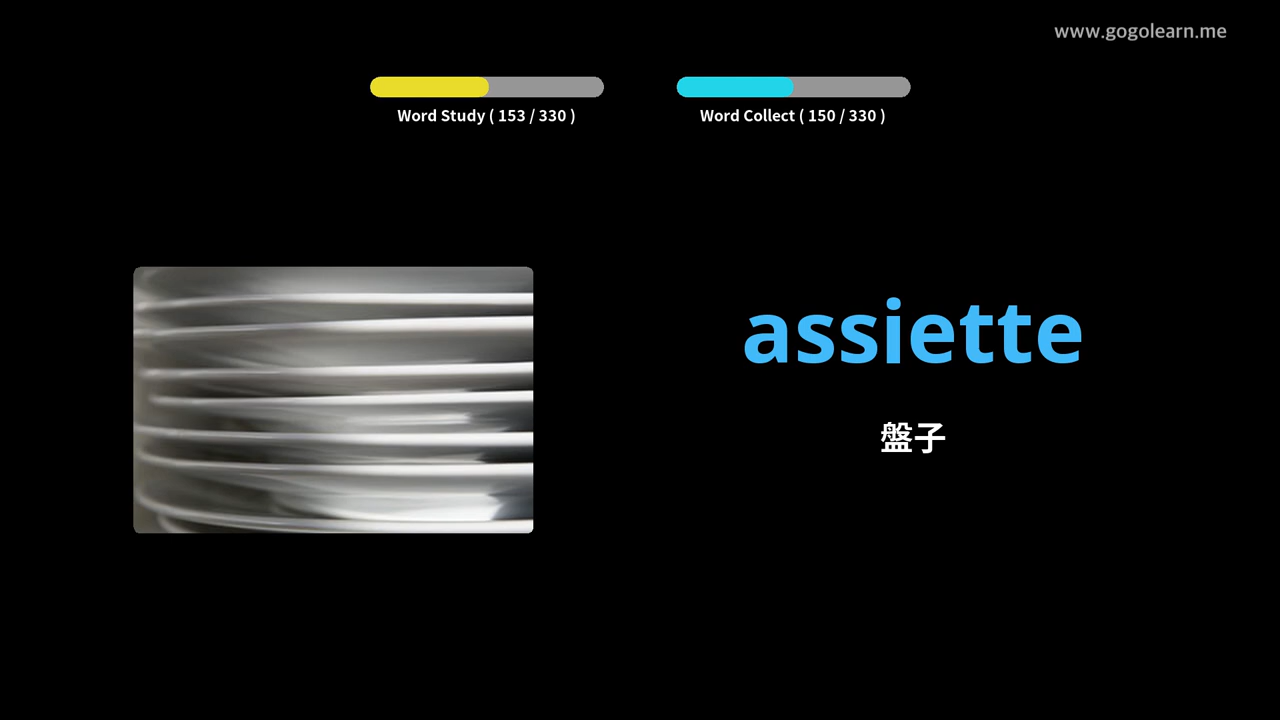 www.gogolearn.me
Word Study ( 153 / 330 )
Word Collect ( 150 / 330 )
assiette
盤子